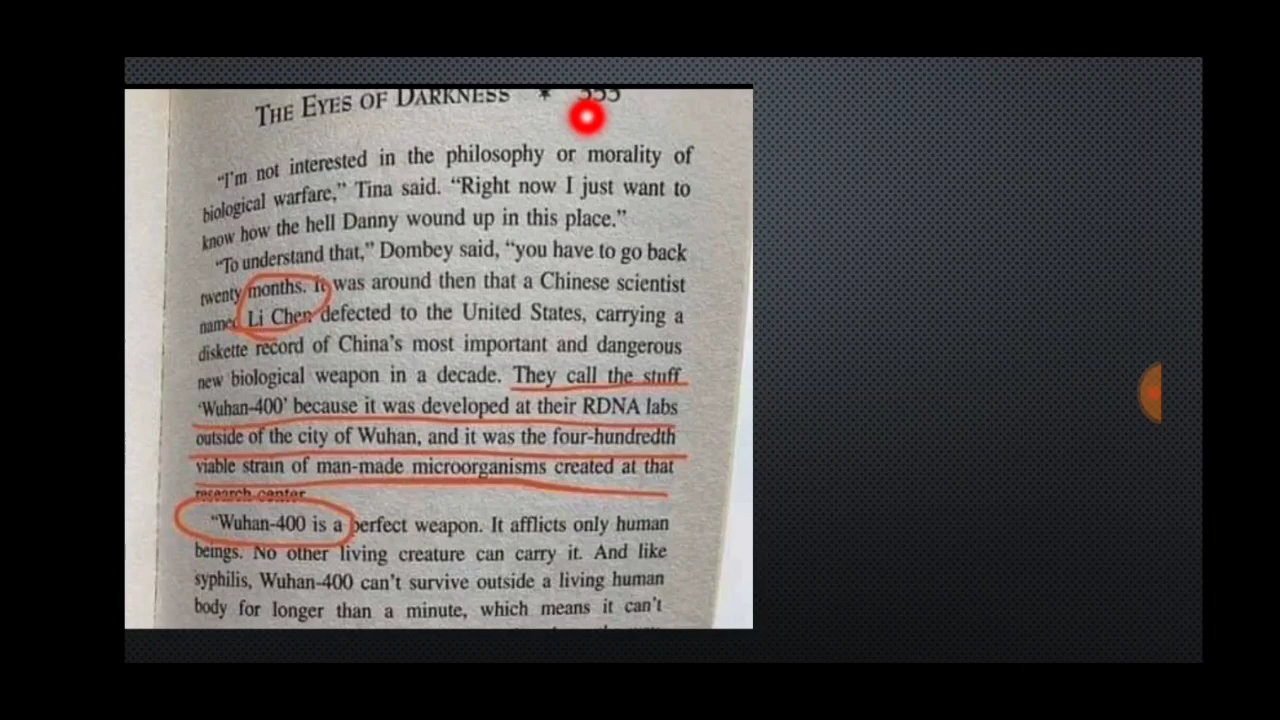 THE EYES OF DARKNESS * 355
“I'm not interested in the philosophy or morality of
biological warfare,” Tina said. “Right now I just want to
know how the hell Danny wound up in this place.”
“To understand that,” Dombey said, “you have to go back
twenty months. It was around then that a Chinese scientist
named Li Chen defected to the United States, carrying a
diskette record of China's most important and dangerous
new biological weapon in a decade. They call the stuff
‘Wuhan-400’ because it was developed at their RDNA labs
outside of the city of Wuhan, and it was the four-hundredth
viable strain of man-made microorganisms created at that
research center
“Wuhan-400 is a perfect weapon. It afflicts only human
beings. No other living creature can carry it. And like
syphilis, Wuhan-400 can't survive outside a living human
body for longer than a minute, which means it can't